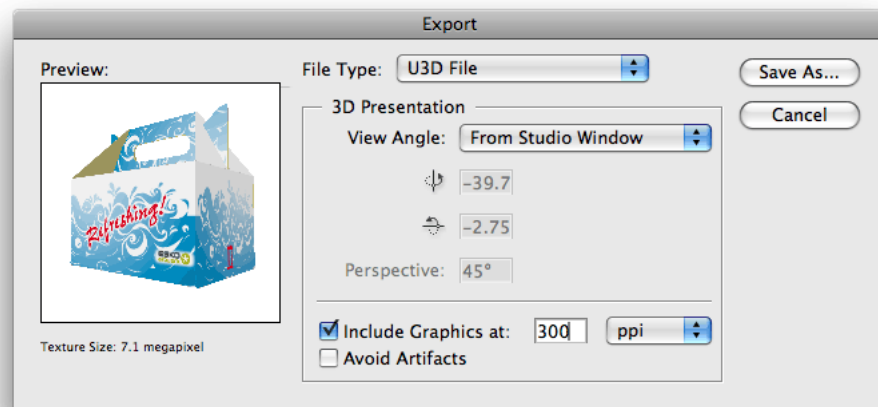 Export
Preview:
File Type: U3D File
Save As...
Cancel
3D Presentation
View Angle: From Studio Window
-39.7
-2.75
Perspective: 45°
Include Graphics at: 300 ppi
Avoid Artifacts
Refreshing!
ESKO
Texture Size: 7.1 megapixel